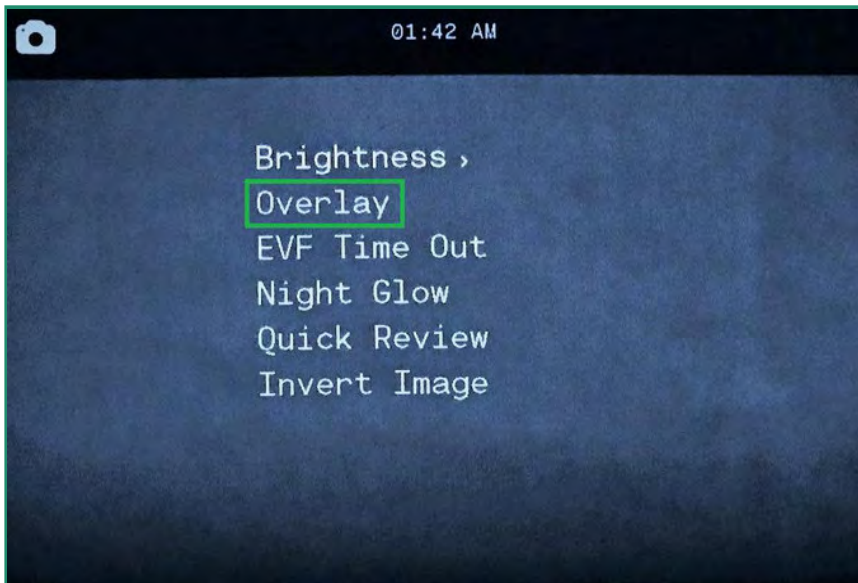 01:42 AM
Brightness ›
Overlay
EVF Time Out
Night Glow
Quick Review
Invert Image